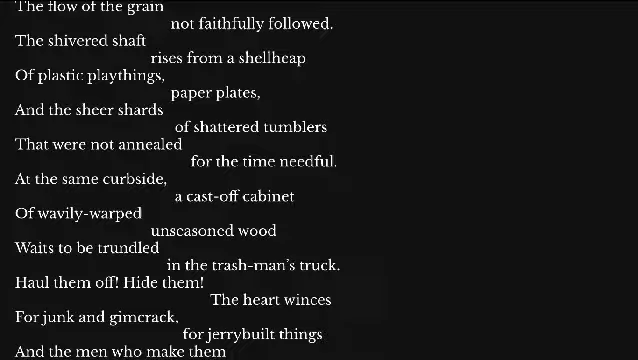 The flow of the grain
not faithfully followed.
The shivered shaft
rises from a shellheap
Of plastic playthings,
paper plates,
And the sheer shards
of shattered tumblers
That were not annealed
for the time needful.
At the same curbside,
a cast-off cabinet
Of wavily-warped
unseasoned wood
Waits to be trundled
in the trash-man’s truck.
Haul them off! Hide them!
The heart winces
For junk and gimcrack,
for jerrybuilt things
And the men who make them